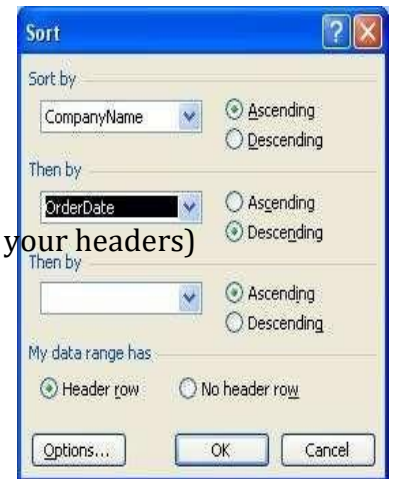 Sort
Sort by
CompanyName
Ascending
Descending
Then by
OrderDate
Ascending
Descending
your headers)
Then by
Ascending
Descending
My data range has
Header row
No header row
Options...
OK
Cancel